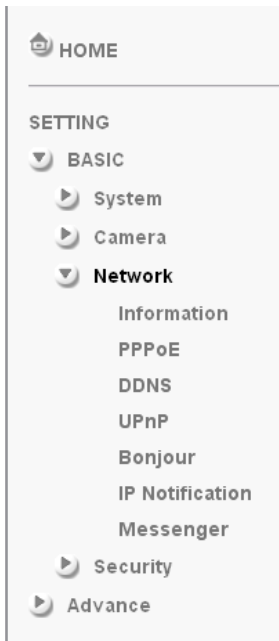 HOME
SETTING
BASIC
System
Camera
Network
Information
PPPoE
DDNS
UPnP
Bonjour
IP Notification
Messenger
Security
Advance